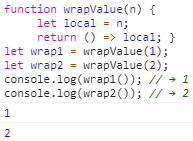 function wrapValue(n) {
let local = n;
return () => local; }
let wrap1 = wrapValue(1);
let wrap2 = wrapValue(2);
console.log(wrap1()); // → 1
console.log(wrap2()); // → 2
1
2